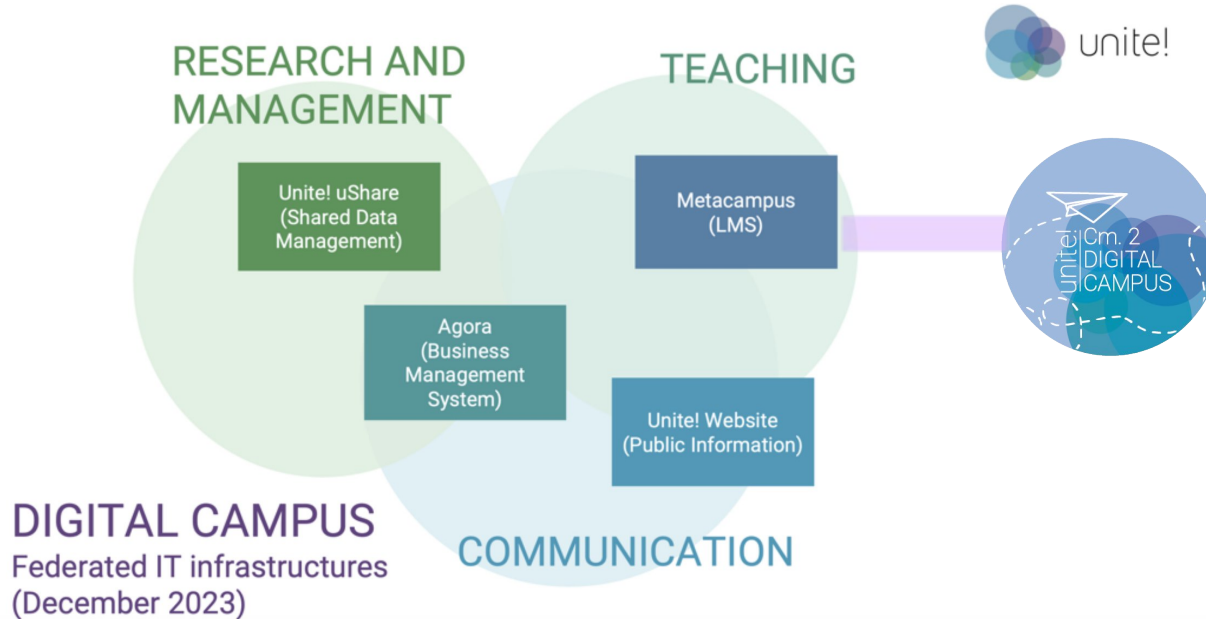 RESEARCH AND
MANAGEMENT
TEACHING
unite!
Unite! uShare
(Shared Data
Management)
Metacampus
(LMS)
unite!
Cm. 2
DIGITAL
CAMPUS
Agora
(Business
Management
System)
Unite! Website
(Public Information)
DIGITAL CAMPUS
Federated IT infrastructures
(December 2023)
COMMUNICATION